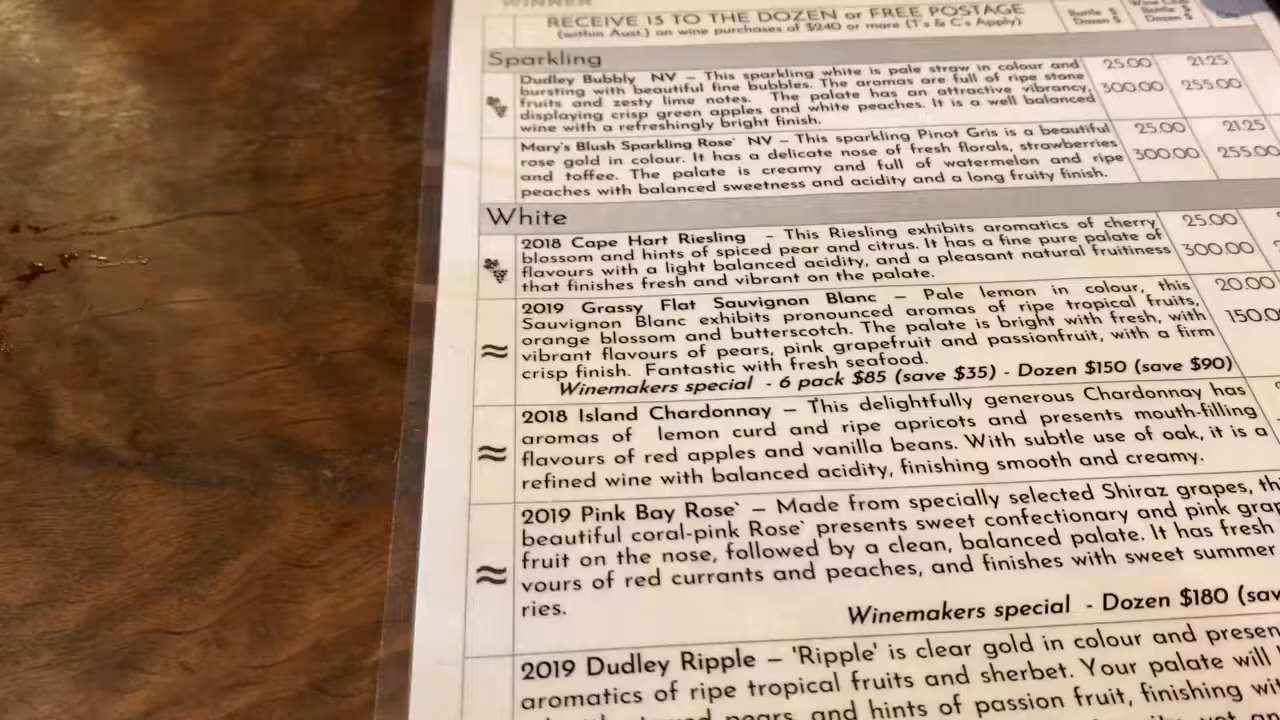 WINNER
RECEIVE 13 TO THE DOZEN or FREE POSTAGE
(within Aust.) on wine purchases of $240 or more (T's & C's Apply)
Bottle $
Dozen $
Bottle $
Dozen $
Sparkling
Dudley Bubbly NV – This sparkling white is pale straw in colour and
bursting with beautiful fine bubbles. The aromas are full of ripe stone
fruits and zesty lime notes. The palate has an attractive vibrancy,
displaying crisp green apples and white peaches. It is a well balanced
wine with a refreshingly bright finish.
25.00 21.25
300.00 255.00
Mary's Blush Sparkling Rose` NV – This sparkling Pinot Gris is a beautiful
rose gold in colour. It has a delicate nose of fresh florals, strawberries
and toffee. The palate is creamy and full of watermelon and ripe
peaches with balanced sweetness and acidity and a long fruity finish.
25.00 21.25
300.00 255.00
White
2018 Cape Hart Riesling – This Riesling exhibits aromatics of cherry
blossom and hints of spiced pear and citrus. It has a fine pure palate of
flavours with a light balanced acidity, and a pleasant natural fruitiness
that finishes fresh and vibrant on the palate.
25.00
300.00
2019 Grassy Flat Sauvignon Blanc – Pale lemon in colour, this
Sauvignon Blanc exhibits pronounced aromas of ripe tropical fruits,
orange blossom and butterscotch. The palate is bright with fresh, with
vibrant flavours of pears, pink grapefruit and passionfruit, with a firm
crisp finish. Fantastic with fresh seafood.
Winemakers special - 6 pack $85 (save $35) - Dozen $150 (save $90)
20.00
150.0
2018 Island Chardonnay – This delightfully generous Chardonnay has
aromas of lemon curd and ripe apricots and presents mouth-filling
flavours of red apples and vanilla beans. With subtle use of oak, it is a
refined wine with balanced acidity, finishing smooth and creamy.
2019 Pink Bay Rose` – Made from specially selected Shiraz grapes, thi
beautiful coral-pink Rose` presents sweet confectionary and pink grap
fruit on the nose, followed by a clean, balanced palate. It has fresh
vours of red currants and peaches, and finishes with sweet summer
ries.
Winemakers special - Dozen $180 (sav
2019 Dudley Ripple – 'Ripple' is clear gold in colour and presen
aromatics of ripe tropical fruits and sherbet. Your palate will
pears, and hints of passion fruit, finishing wi